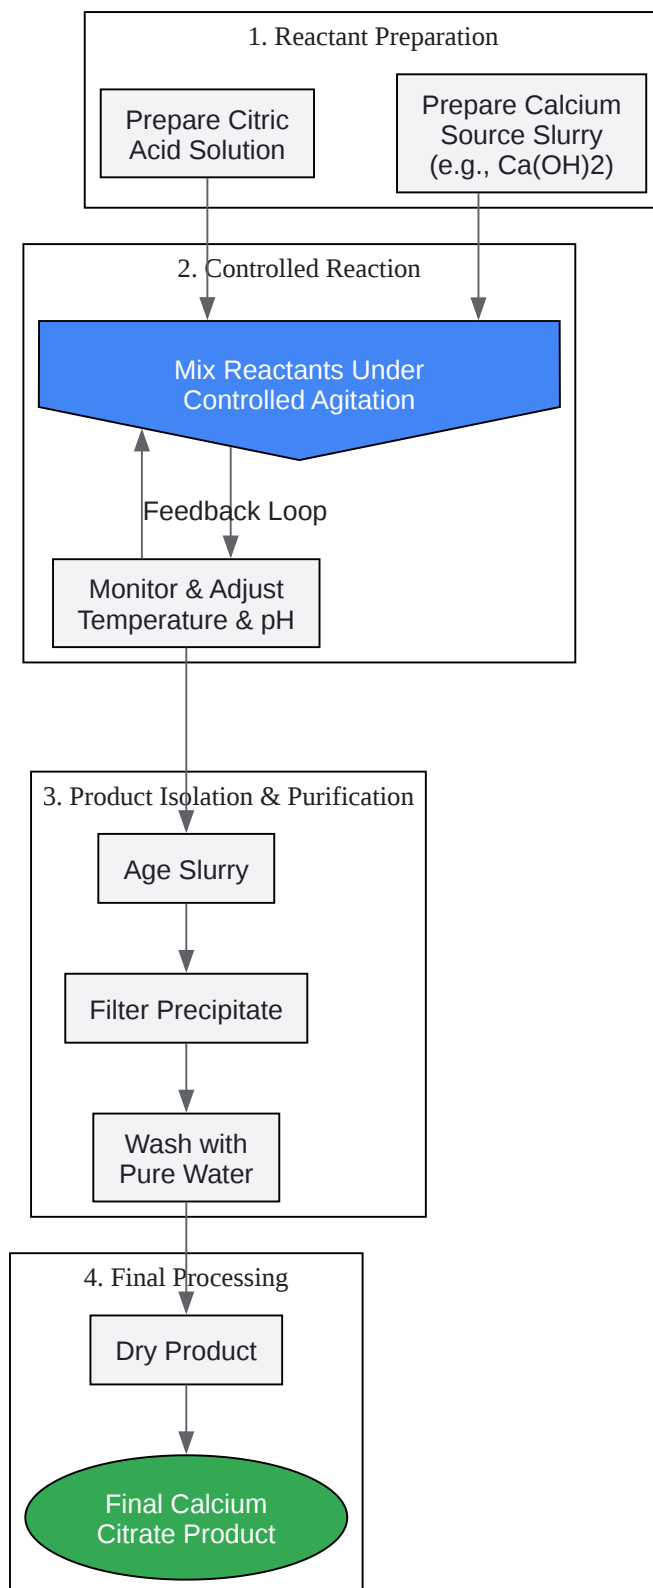 1. Reactant Preparation
Prepare Citric
Acid Solution
Prepare Calcium
Source Slurry
(e.g., Ca(OH)2)
2. Controlled Reaction
Mix Reactants Under
Controlled Agitation
Feedback Loop
Monitor & Adjust
Temperature & pH
3. Product Isolation & Purification
Age Slurry
Filter Precipitate
Wash with
Pure Water
4. Final Processing
Dry Product
Final Calcium
Citrate Product